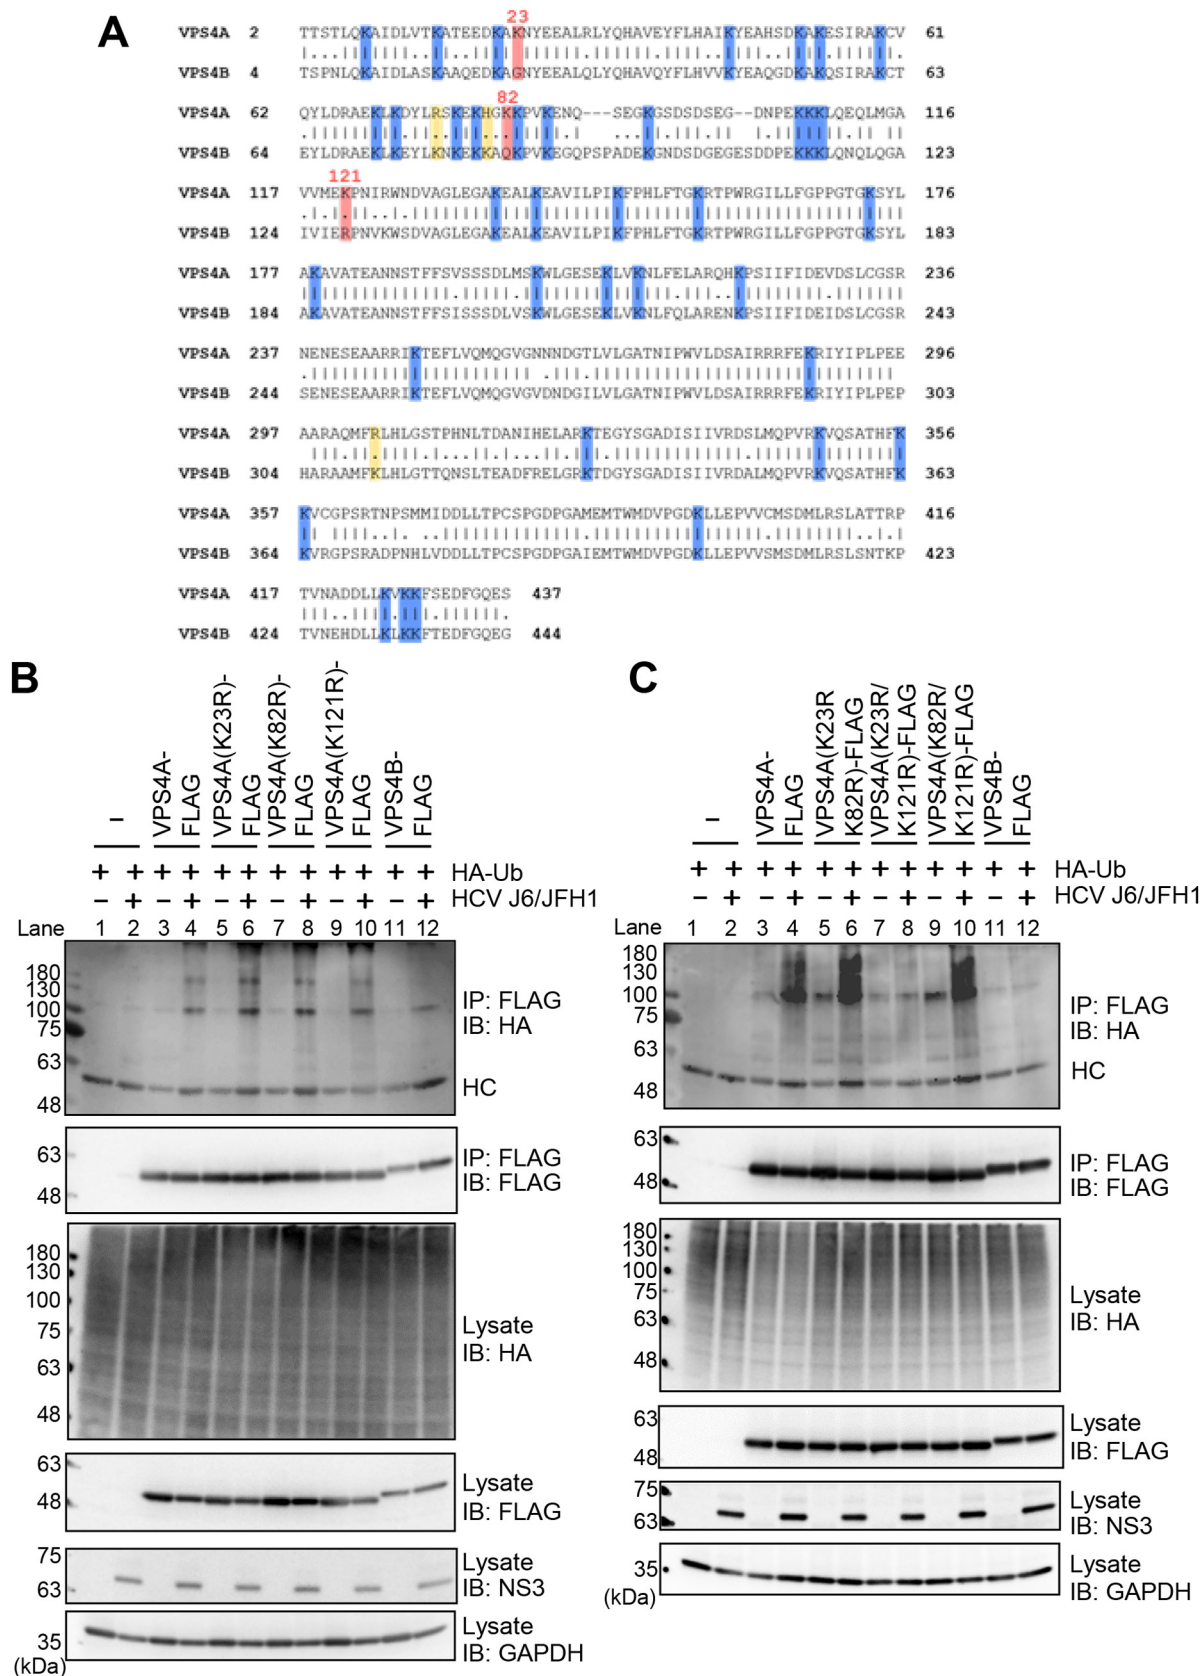 A
23
VPS4A 2 TTSTLQKAIDLVTKATEEDKAKNYEEALRLYQHAVEYFLHAIKYEAHSDKAKESIRAKCV 61
VPS4B 4 TSPNLQKAIDLASKAAQEDKAGNYEEALQLYQHAVQYFLHVVKYEAQGDKAKQSIRAKCT 63
82
VPS4A 62 QYLDRAEKLKDYLRSKEKHGKKPVKENQ---SEGKGSDSDSEG--DNPEKKKLQEQLMGA 116
VPS4B 64 EYLDRAEKLKEYLKNKEKKAQKPVKEGQPSPADEKGNDSDGEGESDDPEKKKLQNQLQGA 123
121
VPS4A 117 VVMEKPNIRWNDVAGLEGAKEALKEAVILPIKFPHLFTGKRTPWRGILLFGPPGTGKSYL 176
VPS4B 124 IVIERPNVKWSDVAGLEGAKEALKEAVILPIKFPHLFTGKRTPWRGILLFGPPGTGKSYL 183
VPS4A 177 AKAVATEANNSTFFSVSSSDLMSKWLGESEKLVKNLFELARQHKPSIIFIDEVDSLCGSR 236
VPS4B 184 AKAVATEANNSTFFSISSSDLVSKWLGESEKLVKNLFQLARENKPSIIFIDEIDSLCGSR 243
VPS4A 237 NENESEAARRIKTEFLVQMQGVGNNNDGTLVLGATNIPWVLDSAIRRRFEKRIYIPLPEE 296
VPS4B 244 SENESEAARRIKTEFLVQMQGVGVDNDGILVLGATNIPWVLDSAIRRRFEKRIYIPLPEP 303
VPS4A 297 AARAQMFRLHLGSTPHNLTDANIHELARKTEGYSGADISIIVRDSLMQPVRKVQSATHFK 356
VPS4B 304 HARAAMFKLHLGTTQNSLTEADFRELGRKTDGYSGADISIIVRDALMQPVRKVQSATHFK 363
VPS4A 357 KVCGPSRTNPSMMIDDLLTPCSPGDPGAMEMTWMDVPGDKLLEPVVCMSDMLRSLATTRP 416
VPS4B 364 KVRGPSRADPNHLVDDLLTPCSPGDPGAIEMTWMDVPGDKLLEPVVSMSDMLRSLSNTKP 423
VPS4A 417 TVNADDLLKVKKFSEDFGQES 437
VPS4B 424 TVNEHDLLKLKKFTEDFGQEG 444
B
–
VPS4A-
FLAG
VPS4A(K23R)-
FLAG
VPS4A(K82R)-
FLAG
VPS4A(K121R)-
FLAG
VPS4B-
FLAG
+ + + + + + + + + + + + HA-Ub
– + – + – + – + – + – + HCV J6/JFH1
Lane 1 2 3 4 5 6 7 8 9 10 11 12
180
130
100
75
63
48
IP: FLAG
IB: HA
HC
63
48
IP: FLAG
IB: FLAG
180
130
100
75
63
48
Lysate
IB: HA
63
48
Lysate
IB: FLAG
75
63
Lysate
IB: NS3
35
(kDa)
Lysate
IB: GAPDH
C
–
VPS4A-
FLAG
VPS4A(K23R
K82R)-FLAG
VPS4A(K23R/
K121R)-FLAG
VPS4A(K82R/
K121R)-FLAG
VPS4B-
FLAG
+ + + + + + + + + + + + HA-Ub
– + – + – + – + – + – + HCV J6/JFH1
Lane 1 2 3 4 5 6 7 8 9 10 11 12
180
130
100
75
63
48
IP: FLAG
IB: HA
HC
63
48
IP: FLAG
IB: FLAG
180
130
100
75
63
48
Lysate
IB: HA
63
48
Lysate
IB: FLAG
75
63
Lysate
IB: NS3
35
(kDa)
Lysate
IB: GAPDH